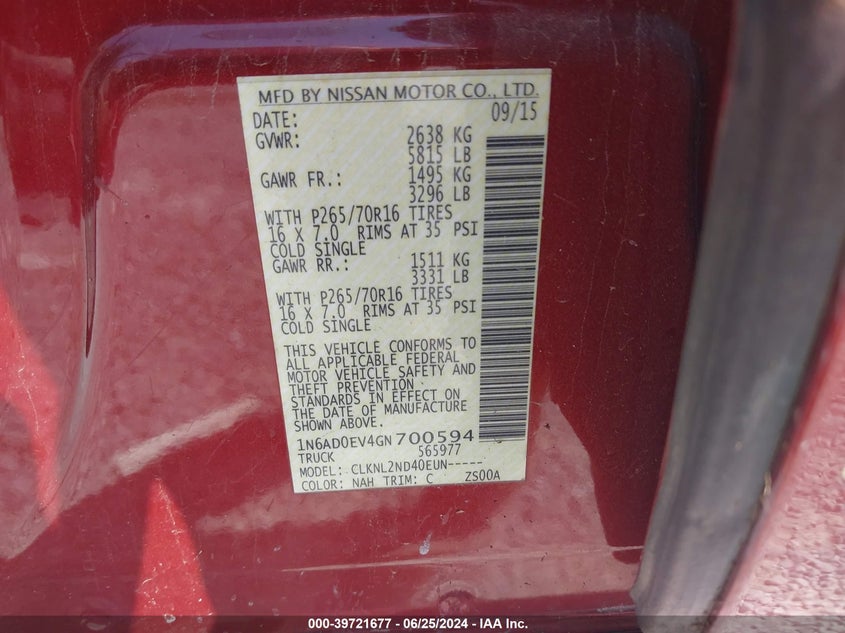 MFD BY NISSAN MOTOR CO., LTD.
DATE: 09/15
GVWR: 2638 KG
5815 LB
GAWR FR.: 1495 KG
3296 LB
WITH P265/70R16 TIRES
16 X 7.0 RIMS AT 35 PSI
COLD SINGLE
GAWR RR.: 1511 KG
3331 LB
WITH P265/70R16 TIRES
16 X 7.0 RIMS AT 35 PSI
COLD SINGLE
THIS VEHICLE CONFORMS TO
ALL APPLICABLE FEDERAL
MOTOR VEHICLE SAFETY AND
THEFT PREVENTION
STANDARDS IN EFFECT ON
THE DATE OF MANUFACTURE
SHOWN ABOVE.
1N6AD0EV4GN700594
TRUCK 565977
MODEL: CLKNL2ND40EUN-----
COLOR: NAH TRIM: C ZS00A
000-39721677 - 06/25/2024 - IAA Inc.